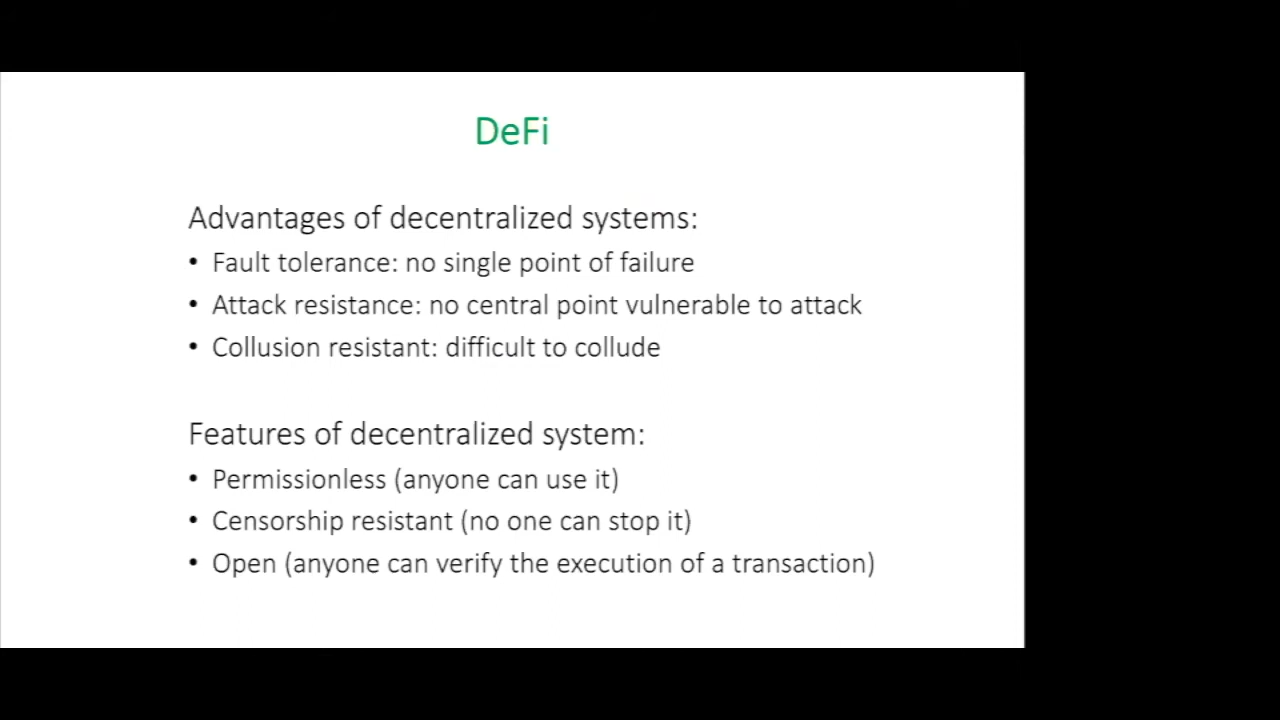 DeFi
Advantages of decentralized systems:
• Fault tolerance: no single point of failure
• Attack resistance: no central point vulnerable to attack
• Collusion resistant: difficult to collude
Features of decentralized system:
• Permissionless (anyone can use it)
• Censorship resistant (no one can stop it)
• Open (anyone can verify the execution of a transaction)